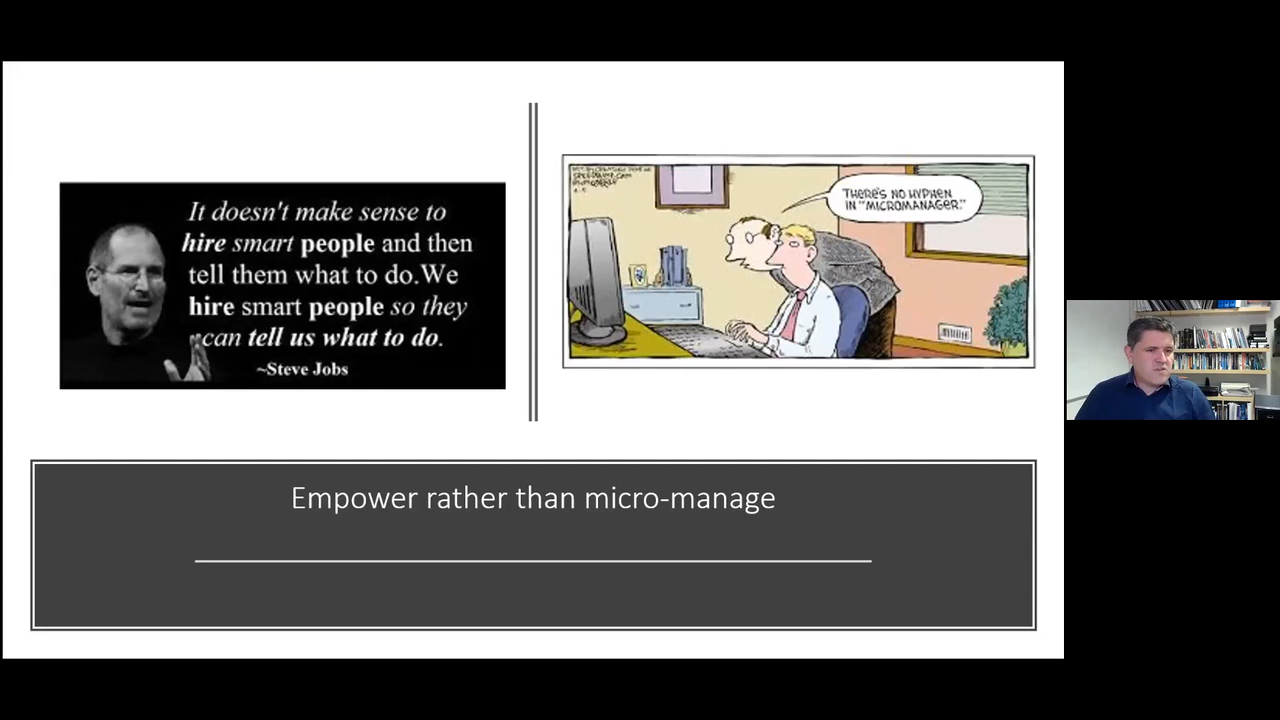 It doesn't make sense to
hire smart people and then
tell them what to do.We
hire smart people so they
can tell us what to do.
~Steve Jobs
THERE'S NO HYPHEN
IN "MICROMANAGER."
Empower rather than micro-manage